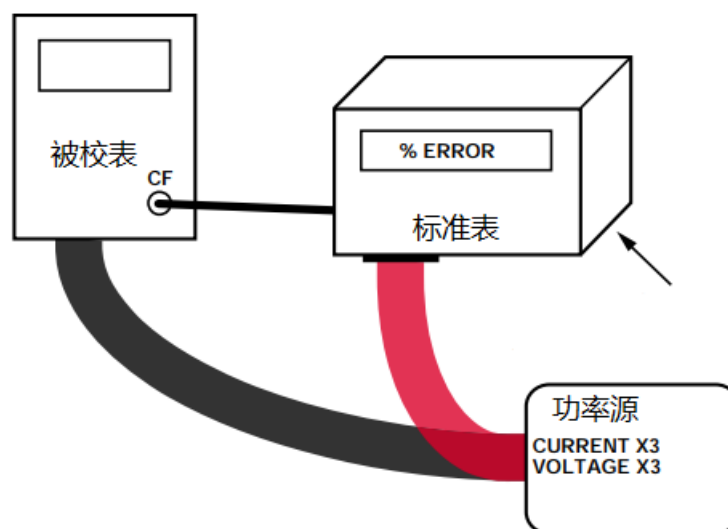 被校表
CF
% ERROR
标准表
功率源
CURRENT X3
VOLTAGE X3